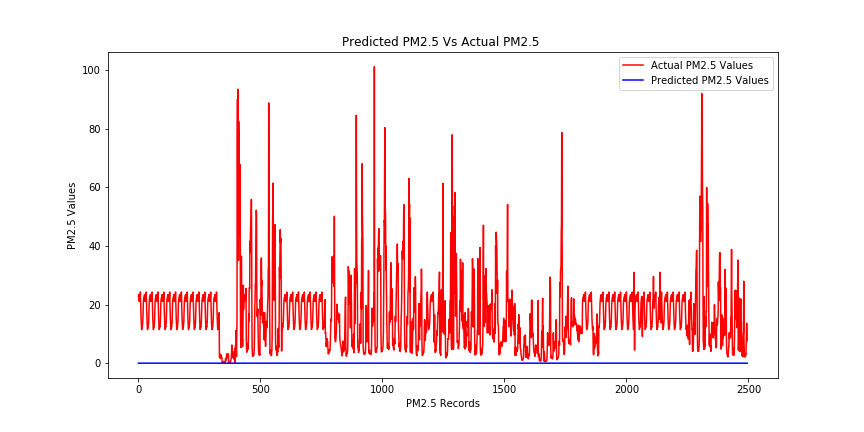 Predicted PM2.5 Vs Actual PM2.5
Actual PM2.5 Values
Predicted PM2.5 Values
PM2.5 Values
100
80
60
40
20
0
0 500 1000 1500 2000 2500
PM2.5 Records